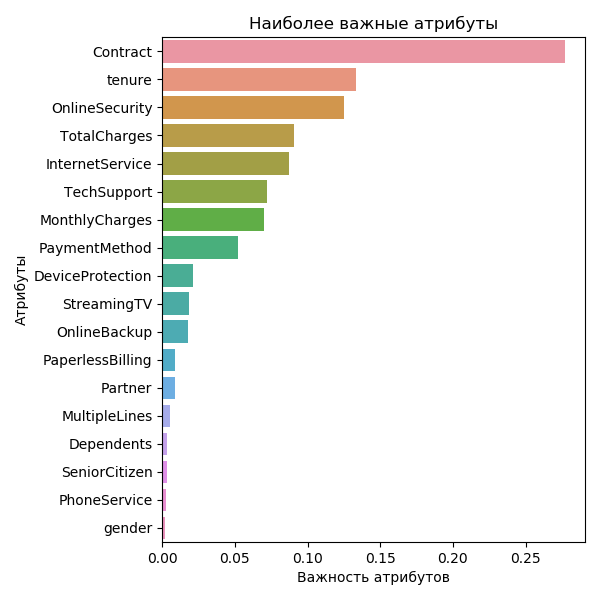 Наиболее важные атрибуты
Атрибуты
Contract
tenure
OnlineSecurity
TotalCharges
InternetService
TechSupport
MonthlyCharges
PaymentMethod
DeviceProtection
StreamingTV
OnlineBackup
PaperlessBilling
Partner
MultipleLines
Dependents
SeniorCitizen
PhoneService
gender
0.00 0.05 0.10 0.15 0.20 0.25
Важность атрибутов